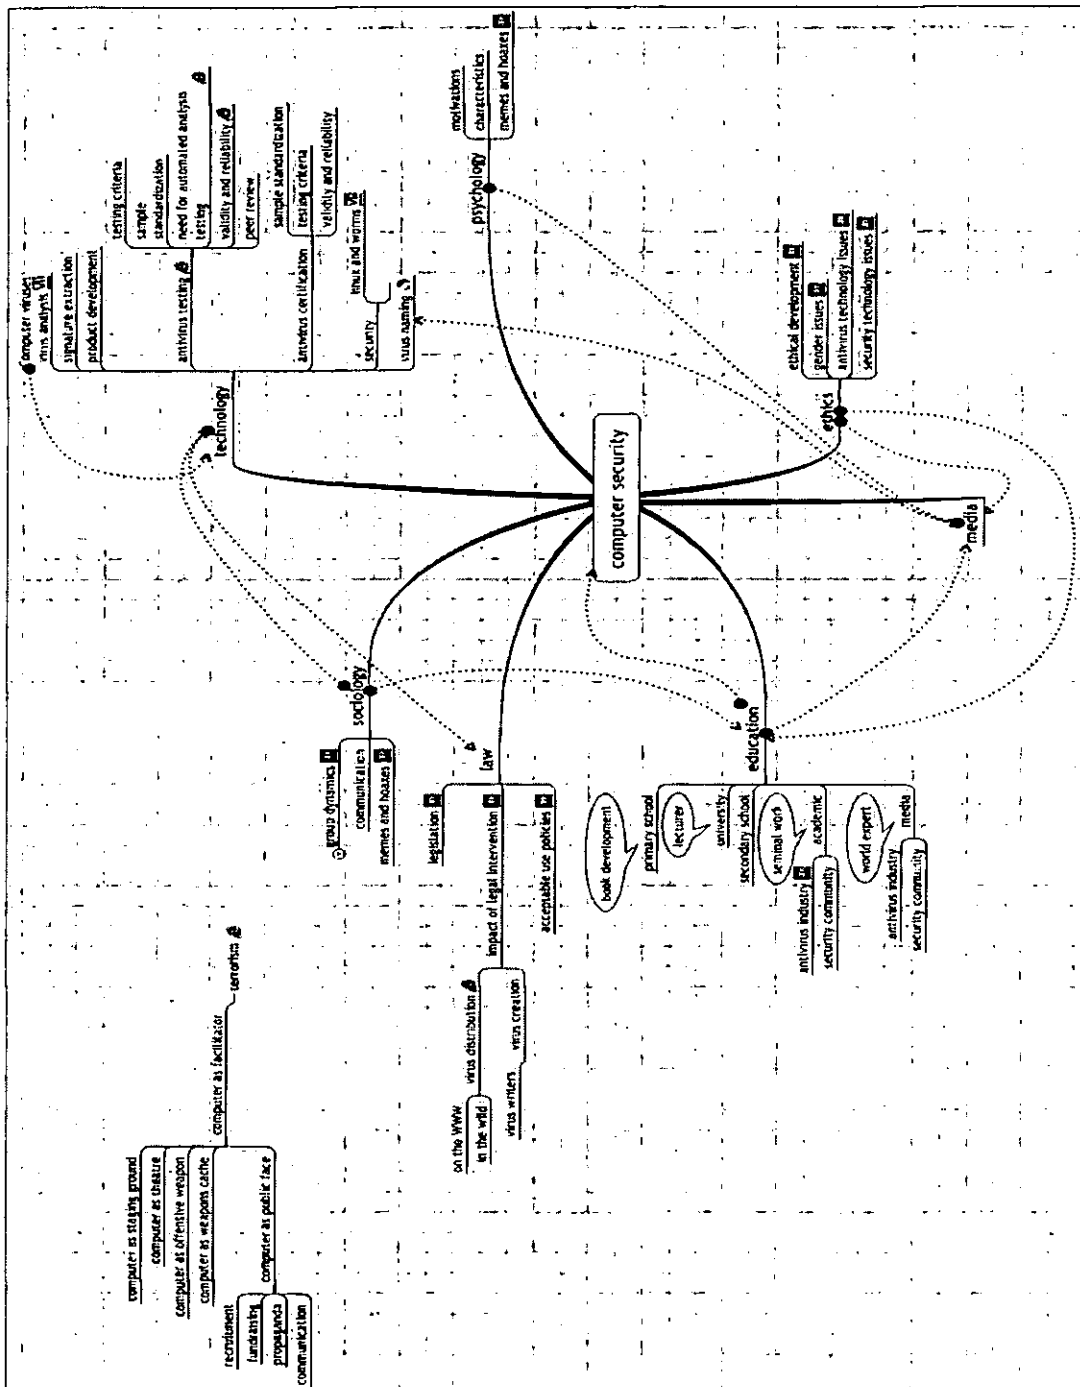 computer security
technology
computer viruses
virus analysis
signature extraction
product development
antivirus testing
testing criteria
sample
standardization
need for automated analysis
testing
validity and reliability
peer review
antivirus certification
sample standardization
testing criteria
validity and reliability
security
linux and worms
virus naming
psychology
motivations
characteristics
memes and hoaxes
ethics
ethical development
gender issues
antivirus technology issues
security technology issues
media
sociology
group dynamics
communication
memes and hoaxes
law
legislation
impact of legal intervention
virus distribution
on the WWW
in the wild
virus creation
virus writers
acceptable use policies
education
book development
primary school
lecturer
university
secondary school
seminal work
academic
antivirus industry
security community
world expert
media
antivirus industry
security community
terrorism
computer as facilitator
computer as staging ground
computer as theatre
computer as offensive weapon
computer as weapons cache
computer as public face
recruitment
fundraising
propaganda
communication